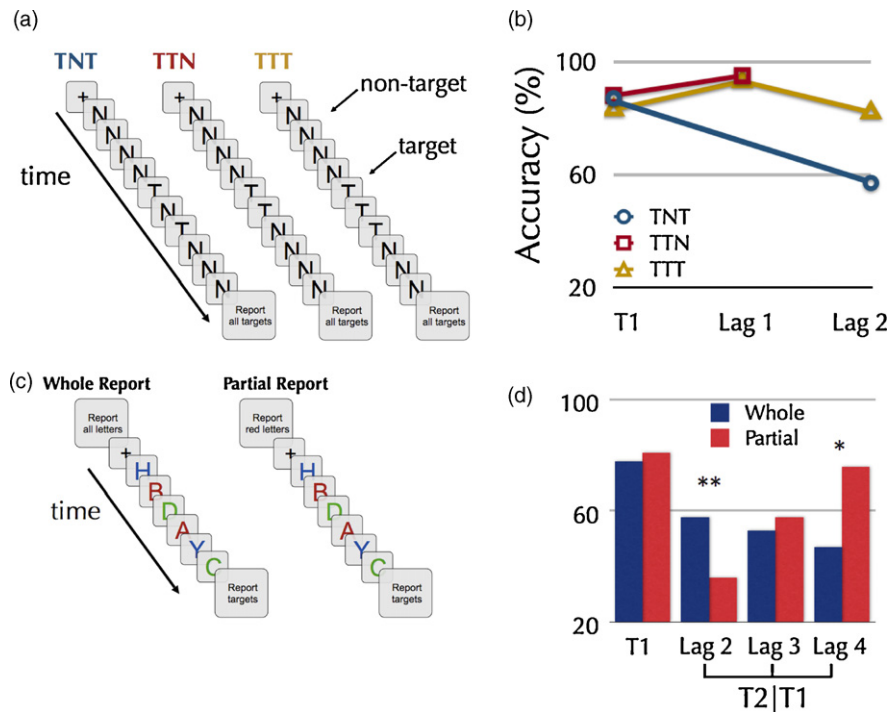 (a)
TNT TTN TTT
+ + +
N N N
N N N
N N N
N N N
T T T
N T T
T N T
N N N
N N N
N N N
Report all targets
Report all targets
Report all targets
non-target
target
time
(b)
Accuracy (%)
100
60
20
TNT
TTN
TTT
T1 Lag 1 Lag 2
(c)
Whole Report Partial Report
Report
all letters
+
H
B
D
A
Y
C
Report
targets
time
Report
red letters
+
H
B
D
A
Y
C
Report
targets
(d)
100
60
20
Whole
Partial
**
*
T1 Lag 2 Lag 3 Lag 4
T2|T1